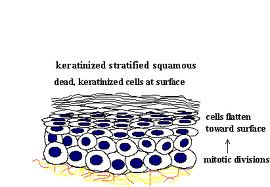 keratinized stratified squamous
dead, keratinized cells at surface
cells flatten
toward surface
mitotic divisions